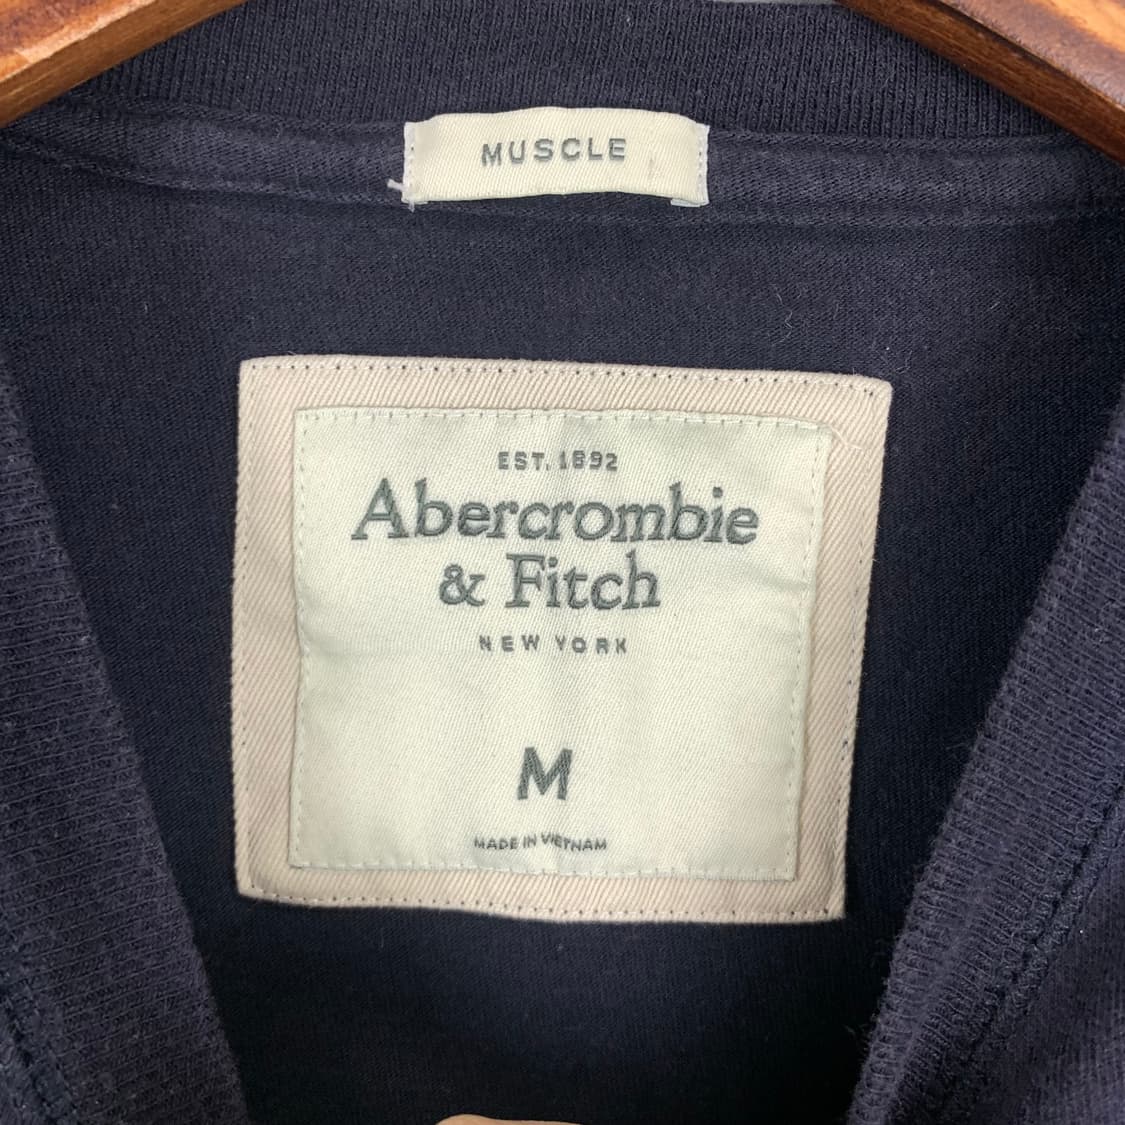 MUSCLE
EST. 1892
Abercrombie
& Fitch
NEW YORK
M
MADE IN VIETNAM